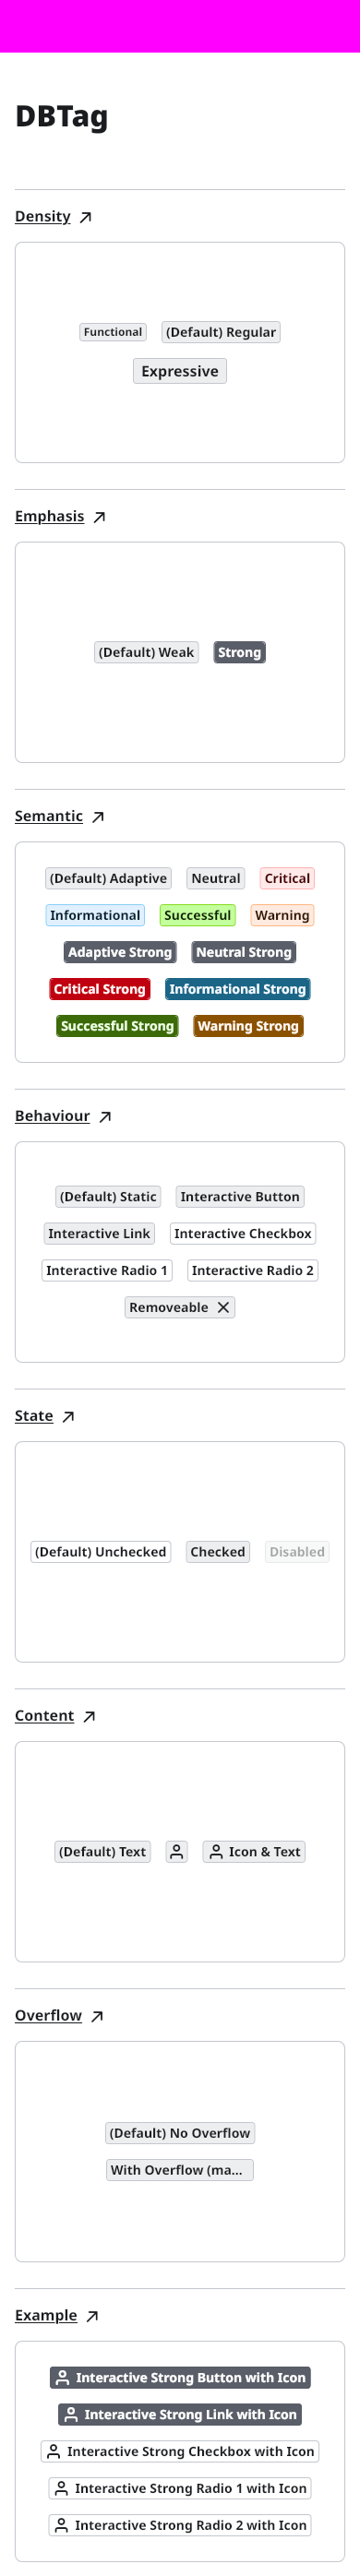 DBTag
Density
Functional (Default) Regular
Expressive
Emphasis
(Default) Weak Strong
Semantic
(Default) Adaptive Neutral Critical
Informational Successful Warning
Adaptive Strong Neutral Strong
Critical Strong Informational Strong
Successful Strong Warning Strong
Behaviour
(Default) Static Interactive Button
Interactive Link Interactive Checkbox
Interactive Radio 1 Interactive Radio 2
Removeable
State
(Default) Unchecked Checked Disabled
Content
(Default) Text Icon & Text
Overflow
(Default) No Overflow
With Overflow (ma...
Example
Interactive Strong Button with Icon
Interactive Strong Link with Icon
Interactive Strong Checkbox with Icon
Interactive Strong Radio 1 with Icon
Interactive Strong Radio 2 with Icon